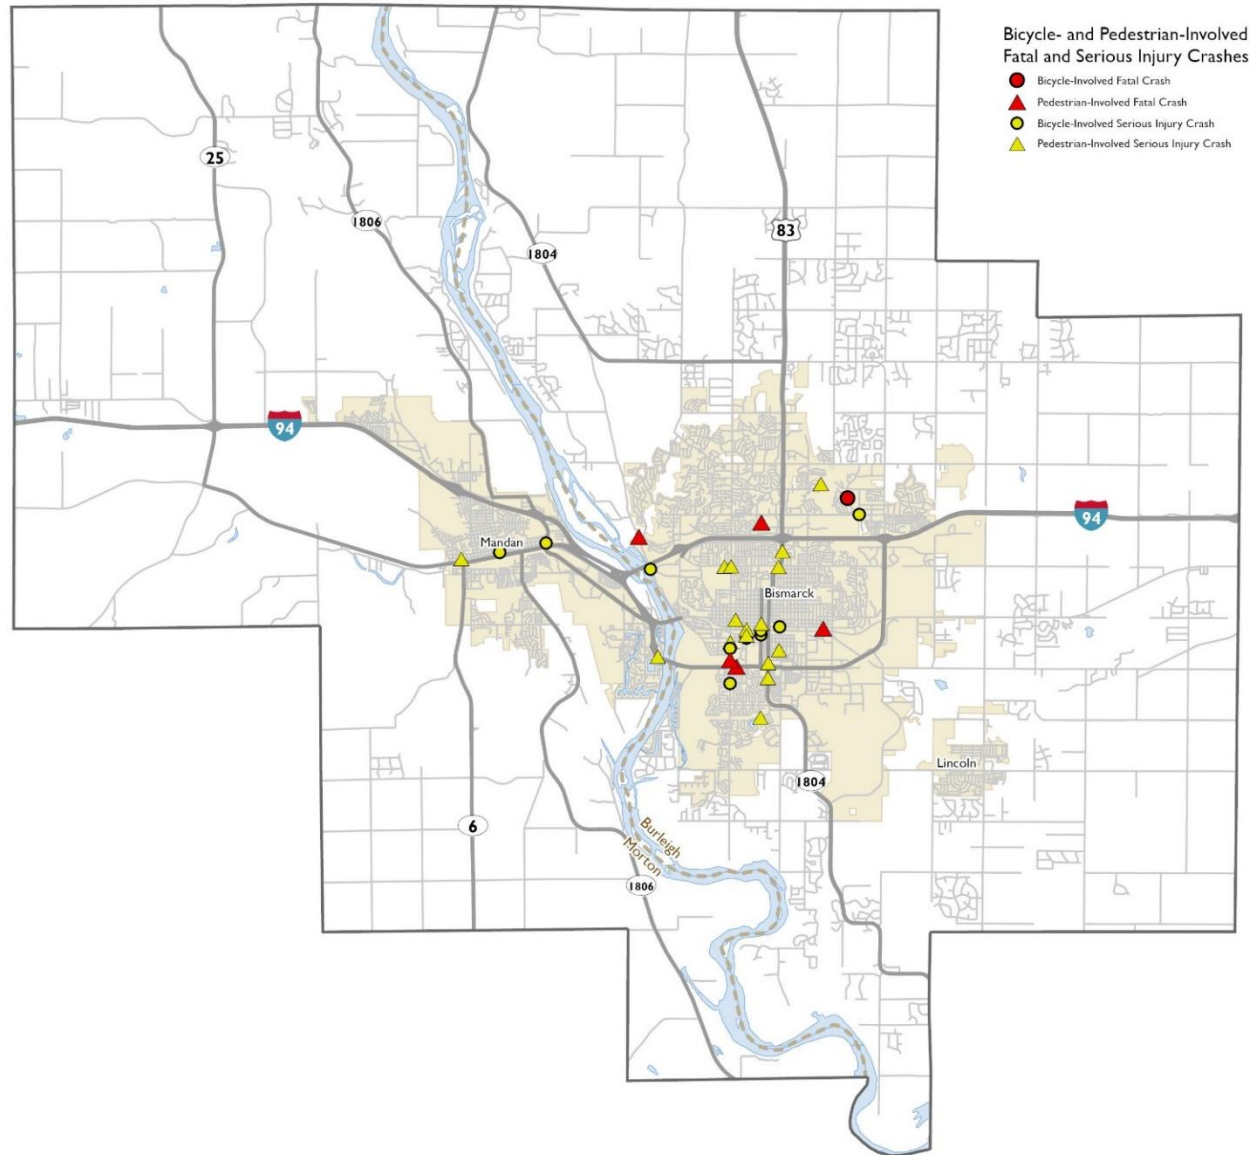 Bicycle- and Pedestrian-Involved
Fatal and Serious Injury Crashes
Bicycle-Involved Fatal Crash
Pedestrian-Involved Fatal Crash
Bicycle-Involved Serious Injury Crash
Pedestrian-Involved Serious Injury Crash
25
1806
1804
83
94
94
Mandan
Bismarck
Lincoln
1804
6
Burleigh
Morton
1806